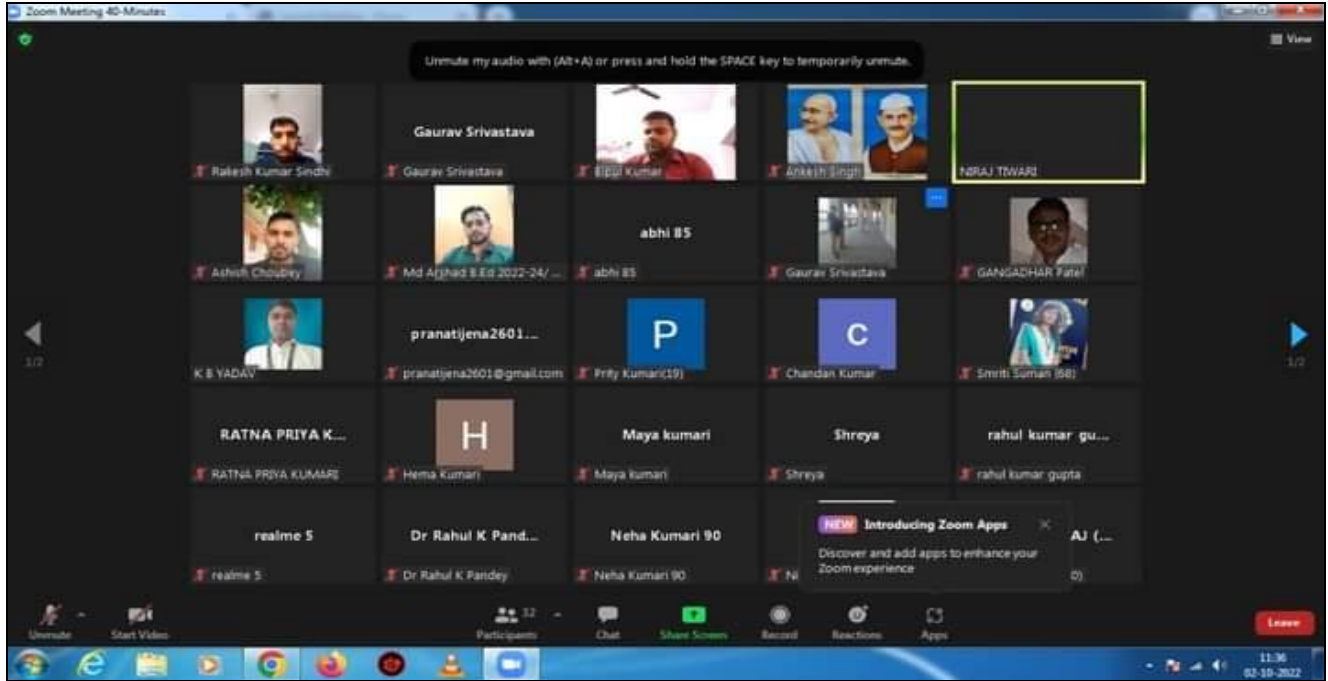 Zoom Meeting 40-Minutes
View
Unmute my audio with (Alt+A) or press and hold the SPACE key to temporarily unmute.
Rakesh Kumar Sindhi
Gaurav Srivastava
Gaurav Srivastava
Bipul Kumar
Ankesh Singh
NIRAJ TIWARI
Ashish Choubey
Md Arshad B.Ed 2022-24/ ...
abhi 85
abhi 85
Gaurav Srivastava
GANGADHAR Patel
1/2
K B YADAV
pranatijena2601...
pranatijena2601@gmail.com
P
Prity Kumari(19)
C
Chandan Kumar
Smriti Suman (68)
1/2
RATNA PRIYA K...
RATNA PRIYA KUMARI
H
Hema Kumari
Maya kumari
Maya kumari
Shreya
Shreya
rahul kumar gu...
rahul kumar gupta
realme 5
realme 5
Dr Rahul K Pand...
Dr Rahul K Pandey
Neha Kumari 90
Neha Kumari 90
NEW Introducing Zoom Apps
Discover and add apps to enhance your
Zoom experience
AJ (...
Ni
0)
Unmute
Start Video
Participants 32
Chat
Share Screen
Record
Reactions
Apps
Leave
11:36
02-10-2022